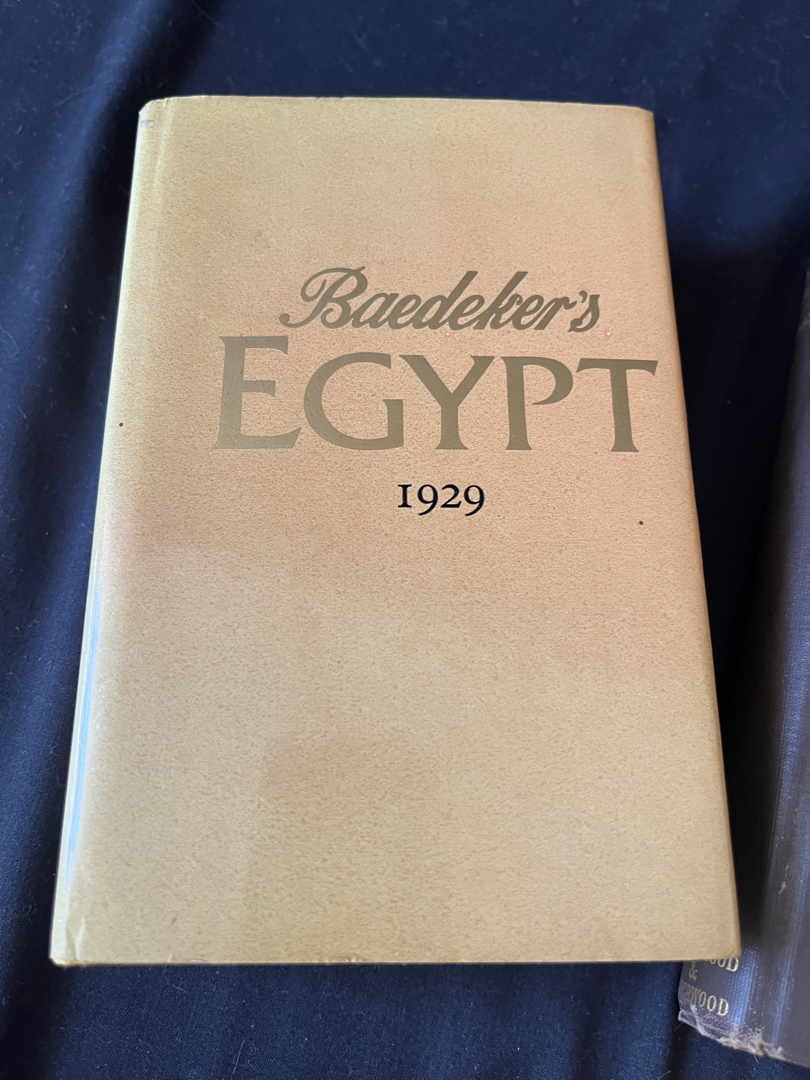 Baedeker's
EGYPT
1929
&